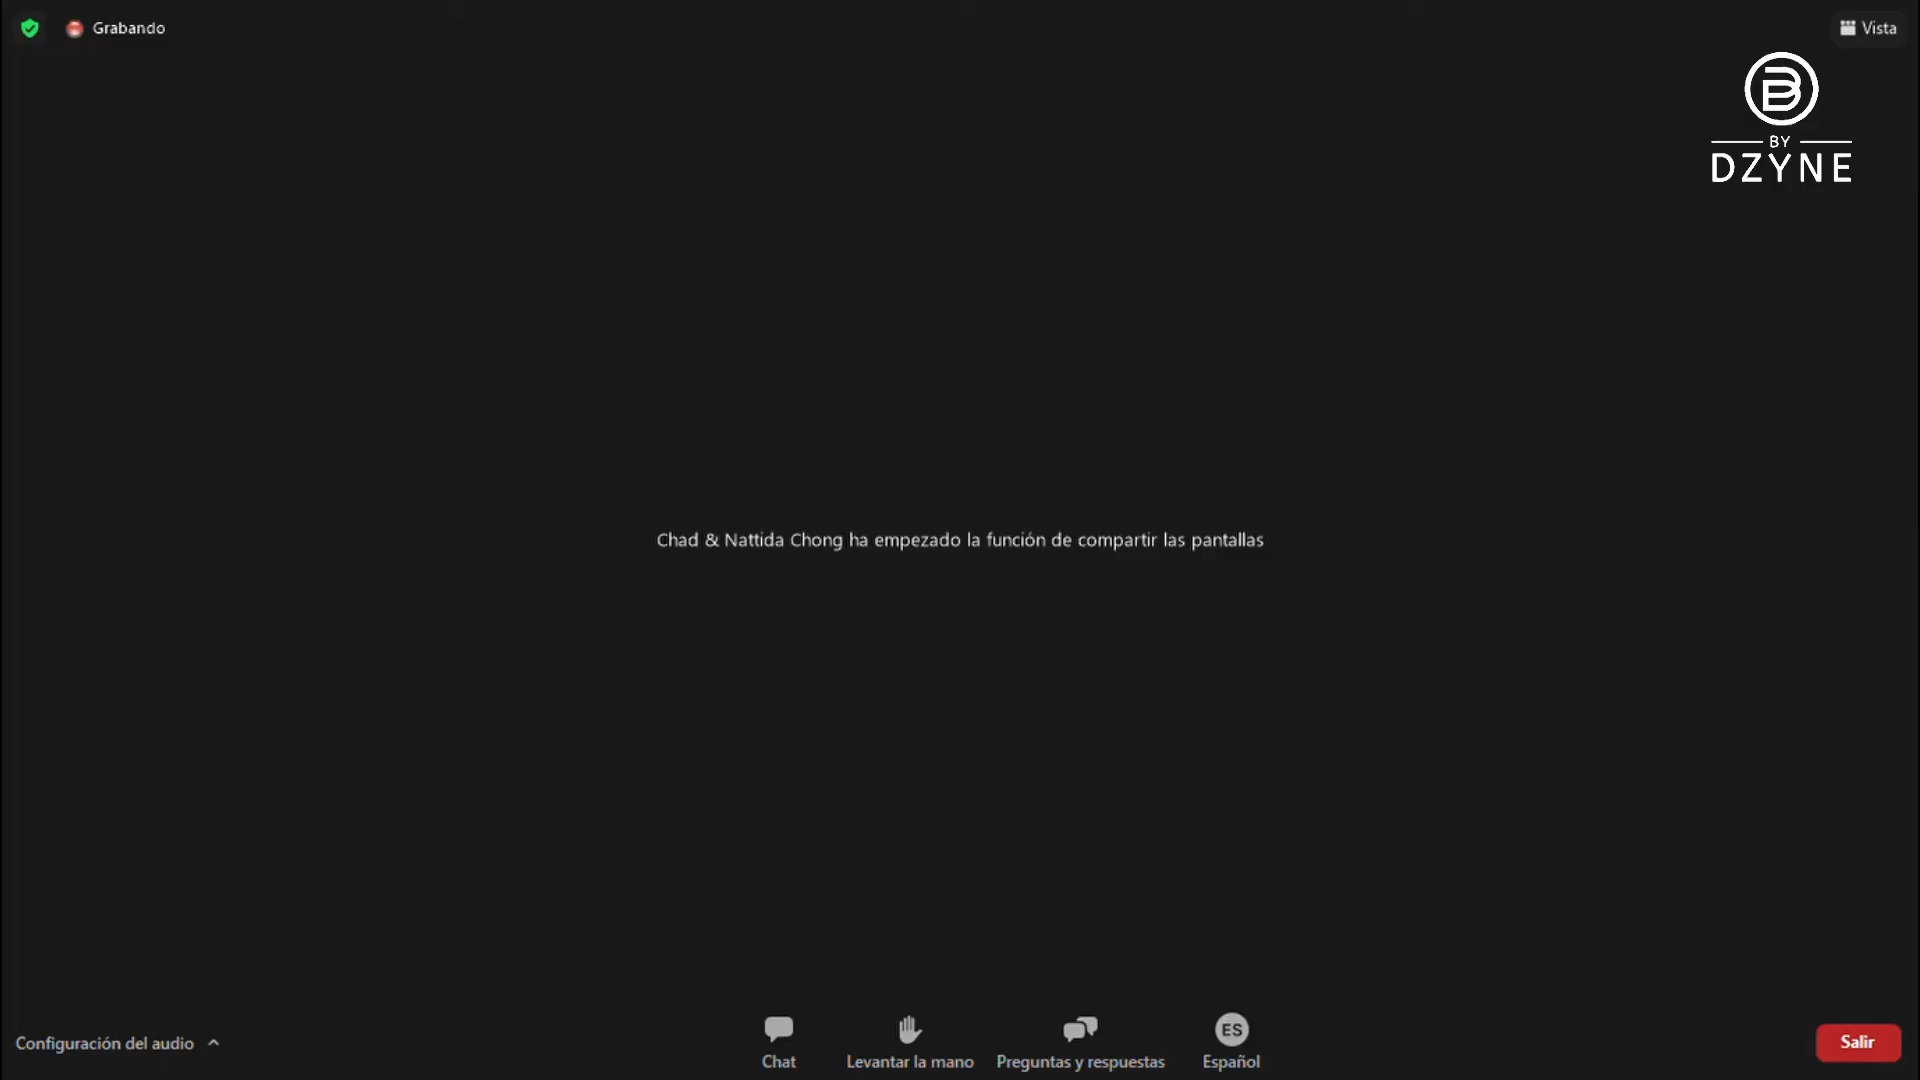 Grabando
Vista
B
BY
DZYNE
Chad & Nattida Chong ha empezado la función de compartir las pantallas
Configuración del audio
Chat
Levantar la mano
Preguntas y respuestas
ES
Español
Salir